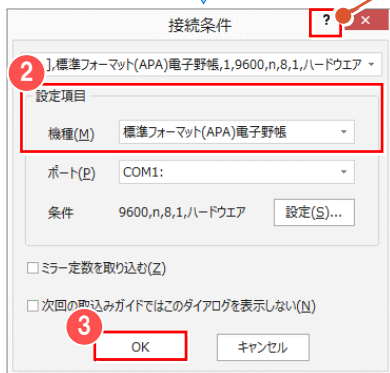 接続条件 ? ×
2
],標準フォーマット(APA)電子野帳,1,9600,n,8,1,ハードウエア
設定項目
機種(M) 標準フォーマット(APA)電子野帳
ポート(P) COM1:
条件 9600,n,8,1,ハードウエア 設定(S)...
ミラー定数を取り込む(Z)
次回の取込みガイドではこのダイアログを表示しない(N)
3
OK キャンセル